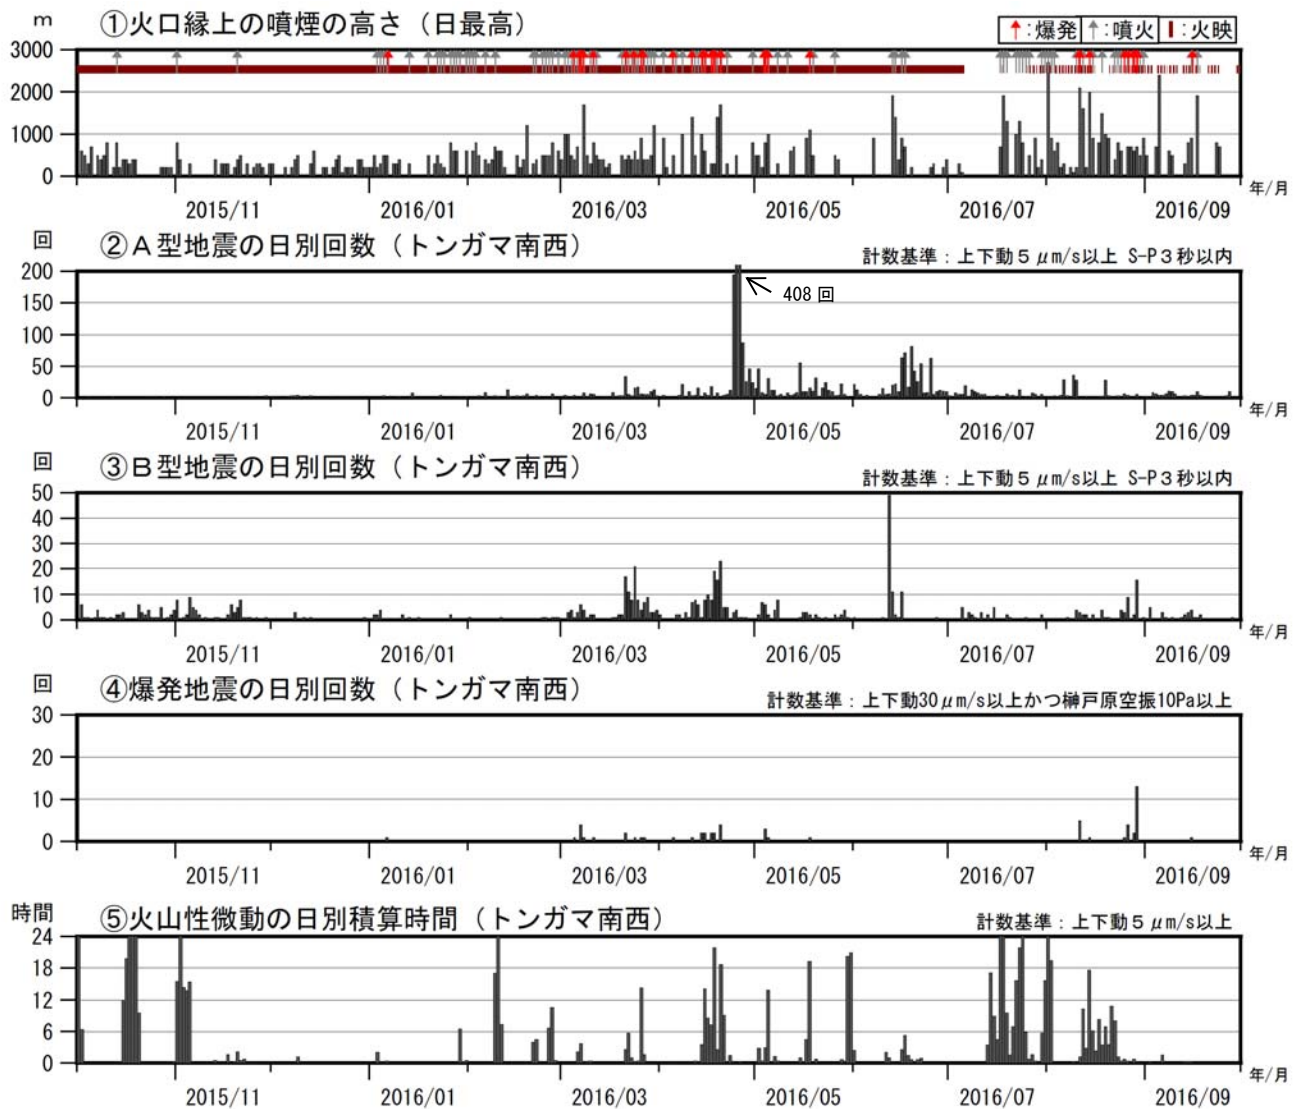 m ①火口縁上の噴煙の高さ(日最高)
↑:爆発 ↑:噴火 ▌:火映
3000
2000
1000
0
2015/11 2016/01 2016/03 2016/05 2016/07 2016/09 年/月
回 ②A型地震の日別回数(トンガマ南西)
計数基準:上下動5μm/s以上 S-P3秒以内
200
150
100
50
0
408回
2015/11 2016/01 2016/03 2016/05 2016/07 2016/09 年/月
回 ③B型地震の日別回数(トンガマ南西)
計数基準:上下動5μm/s以上 S-P3秒以内
50
40
30
20
10
0
2015/11 2016/01 2016/03 2016/05 2016/07 2016/09 年/月
回 ④爆発地震の日別回数(トンガマ南西)
計数基準:上下動30μm/s以上かつ榊戸原空振10Pa以上
30
20
10
0
2015/11 2016/01 2016/03 2016/05 2016/07 2016/09 年/月
時間 ⑤火山性微動の日別積算時間(トンガマ南西)
計数基準:上下動5μm/s以上
24
18
12
6
0
2015/11 2016/01 2016/03 2016/05 2016/07 2016/09 年/月